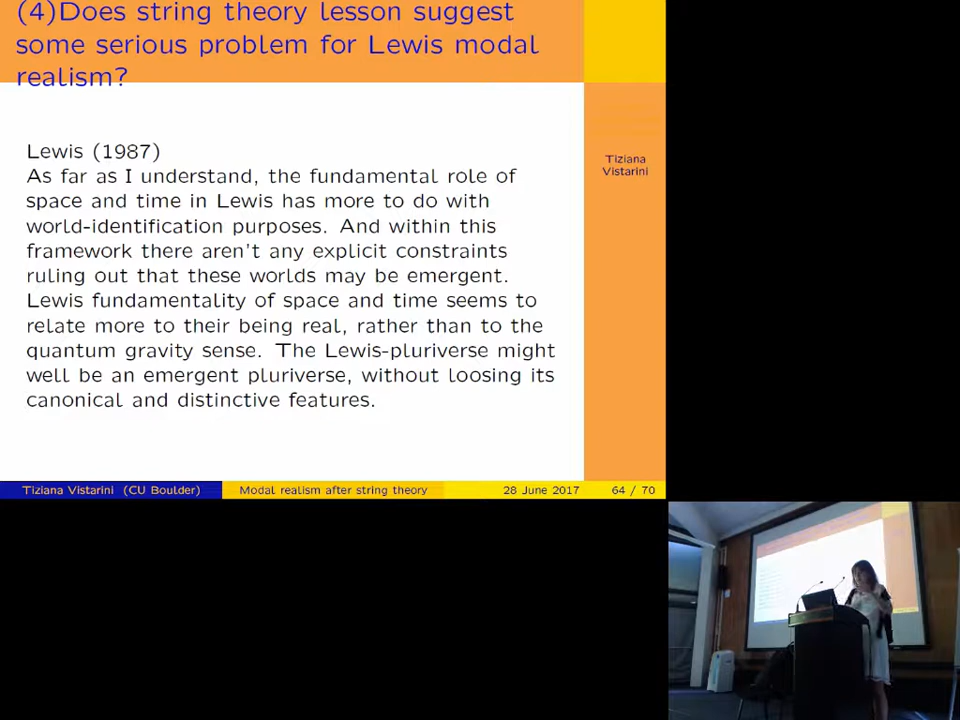 (4)Does string theory lesson suggest
some serious problem for Lewis modal
realism?
Lewis (1987)
As far as I understand, the fundamental role of
space and time in Lewis has more to do with
world-identification purposes. And within this
framework there aren't any explicit constraints
ruling out that these worlds may be emergent.
Lewis fundamentality of space and time seems to
relate more to their being real, rather than to the
quantum gravity sense. The Lewis-pluriverse might
well be an emergent pluriverse, without loosing its
canonical and distinctive features.
Tiziana
Vistarini
Tiziana Vistarini (CU Boulder) Modal realism after string theory 28 June 2017 64 / 70